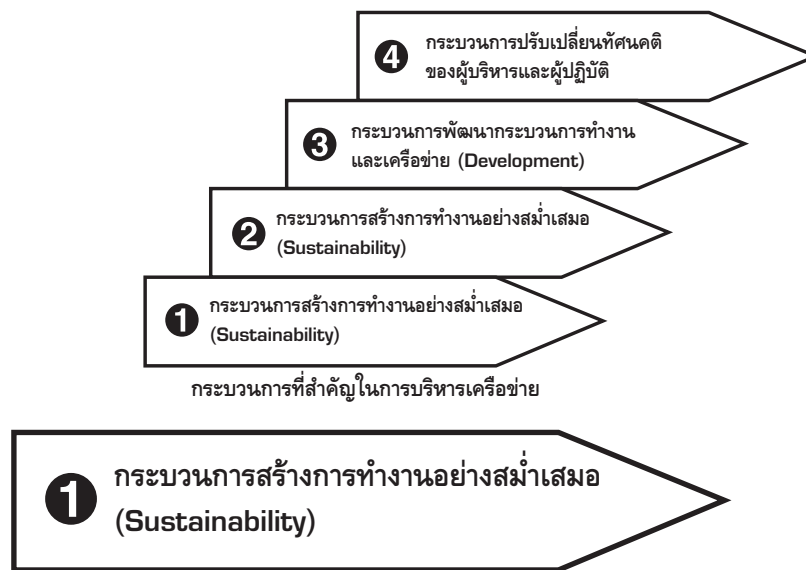 ❹ กระบวนการปรับเปลี่ยนทัศนคติ
ของผู้บริหารและผู้ปฏิบัติ
❸ กระบวนการพัฒนากระบวนการทำงาน
และเครือข่าย (Development)
❷ กระบวนการสร้างการทำงานอย่างสม่ำเสมอ
(Sustainability)
❶ กระบวนการสร้างการทำงานอย่างสม่ำเสมอ
(Sustainability)
กระบวนการที่สำคัญในการบริหารเครือข่าย
❶ กระบวนการสร้างการทำงานอย่างสม่ำเสมอ
(Sustainability)